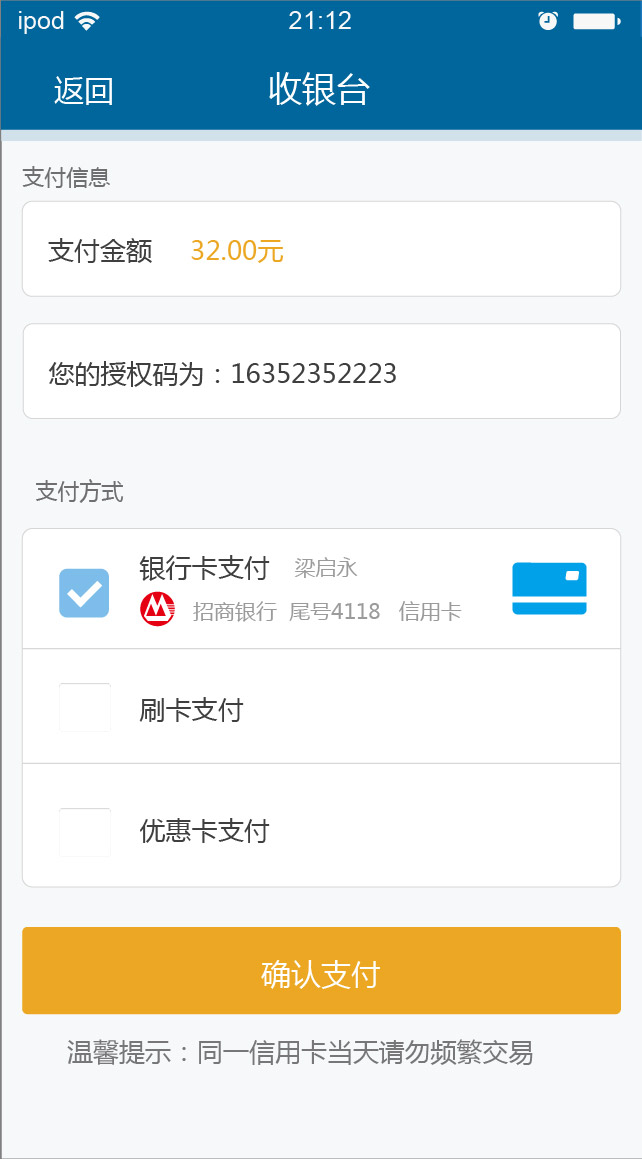 ipod 21:12
返回 收银台
支付信息
支付金额 32.00元
您的授权码为：16352352223
支付方式
银行卡支付 梁启永
招商银行 尾号4118 信用卡
刷卡支付
优惠卡支付
确认支付
温馨提示：同一信用卡当天请勿频繁交易